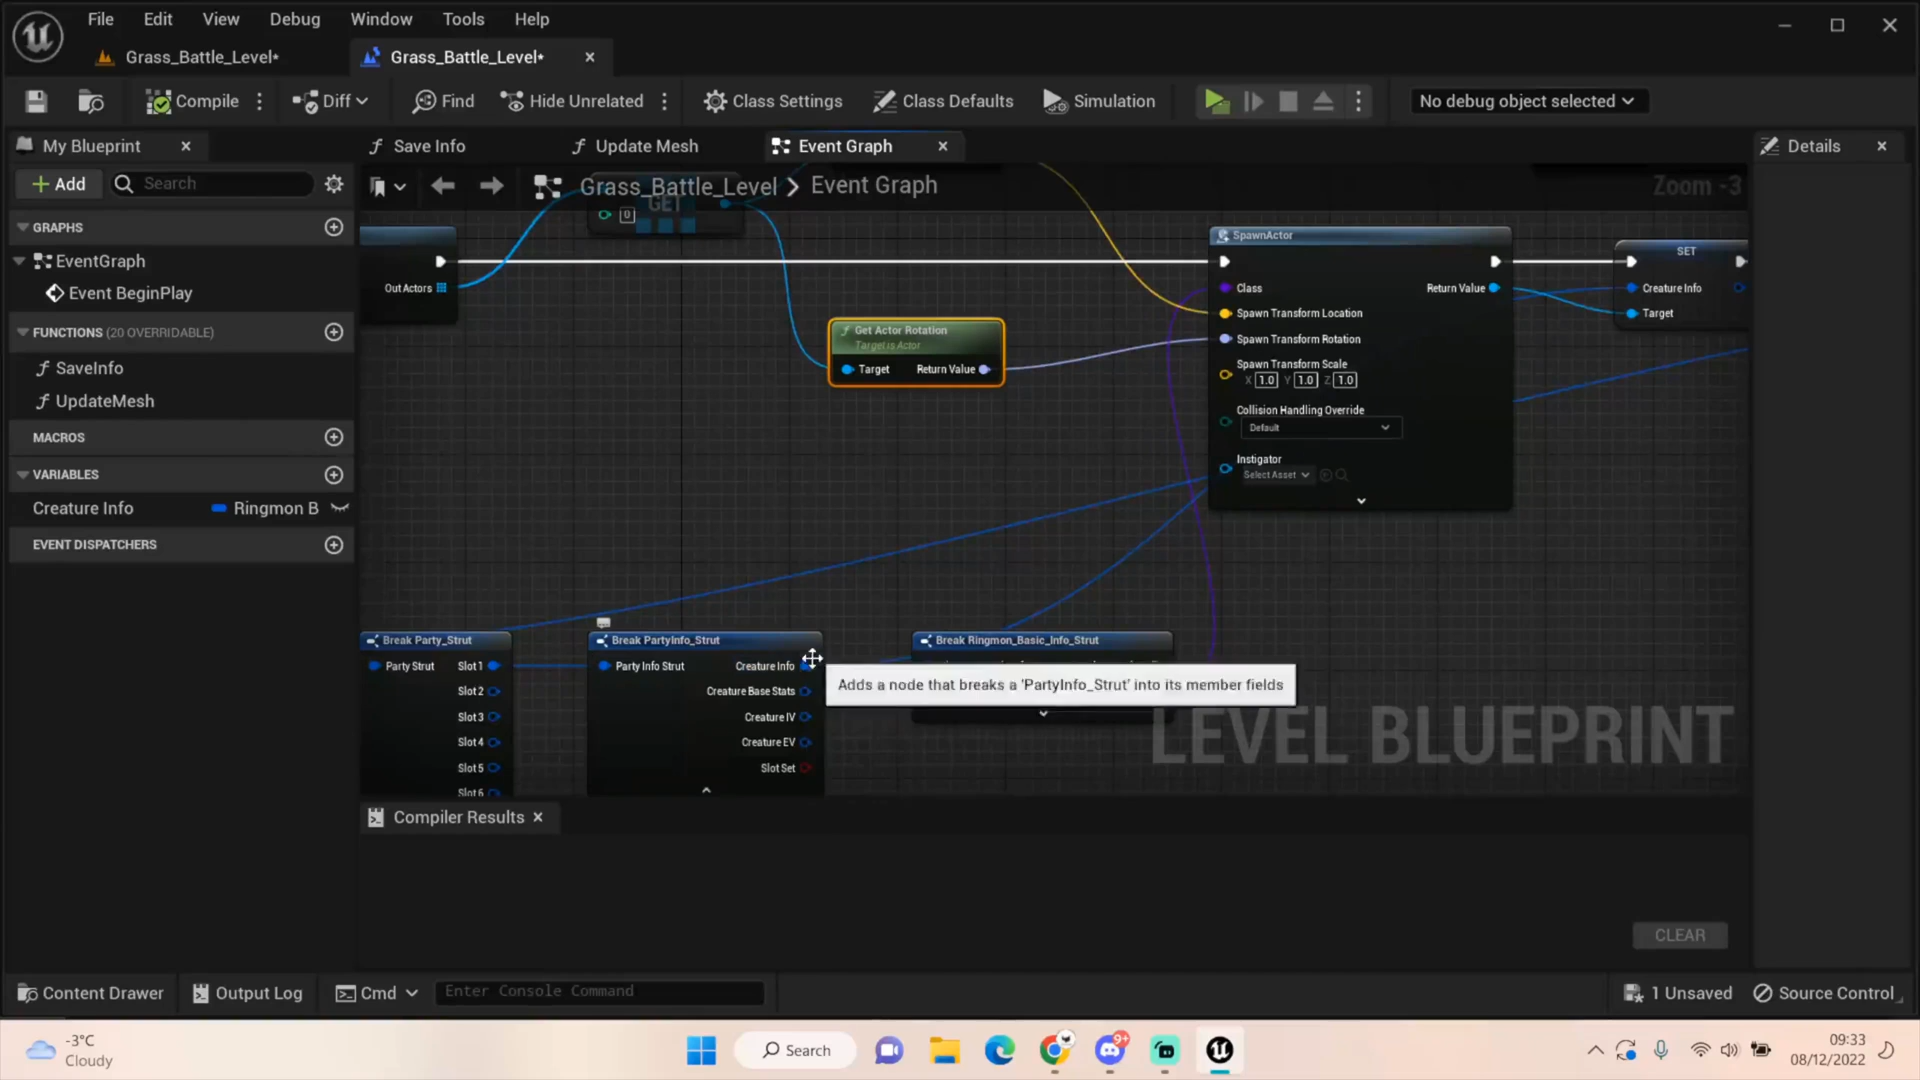 File Edit View Debug Window Tools Help
Grass_Battle_Level*
Grass_Battle_Level*
Compile
Diff
Find
Hide Unrelated
Class Settings
Class Defaults
Simulation
No debug object selected
My Blueprint
Save Info
Update Mesh
Event Graph
Details
Add
Search
Grass_Battle_Level > Event Graph
Zoom -3
GRAPHS
EventGraph
Event BeginPlay
FUNCTIONS (20 OVERRIDABLE)
SaveInfo
UpdateMesh
MACROS
VARIABLES
Creature Info
Ringmon B
EVENT DISPATCHERS
GET
0
Out Actors
Get Actor Rotation
Target is Actor
Target
Return Value
SpawnActor
Class
Return Value
Spawn Transform Location
Spawn Transform Rotation
Spawn Transform Scale
X 1.0 Y 1.0 Z 1.0
Collision Handling Override
Default
Instigator
Select Asset
SET
Creature Info
Target
Break Party_Strut
Party Strut
Slot 1
Slot 2
Slot 3
Slot 4
Slot 5
Slot 6
Break PartyInfo_Strut
Party Info Strut
Creature Info
Creature Base Stats
Creature IV
Creature EV
Slot Set
Break Ringmon_Basic_Info_Strut
Adds a node that breaks a 'PartyInfo_Strut' into its member fields
LEVEL BLUEPRINT
Compiler Results
CLEAR
Content Drawer
Output Log
Cmd
Enter Console Command
1 Unsaved
Source Control
-3°C
Cloudy
Search
9+
09:33
08/12/2022